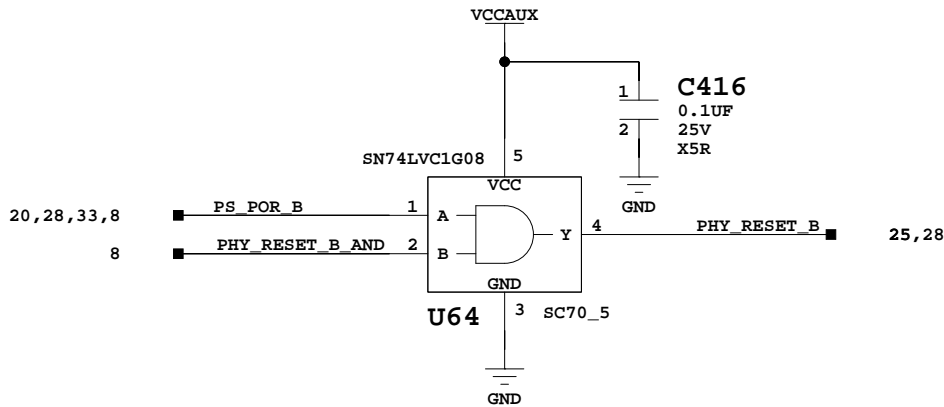 VCCAUX
1
C416
0.1UF
2
25V
X5R
SN74LVC1G08
5
VCC
GND
20,28,33,8
PS_POR_B
1
A
Y
4
PHY_RESET_B
25,28
8
PHY_RESET_B_AND
2
B
GND
U64
3
SC70_5
GND